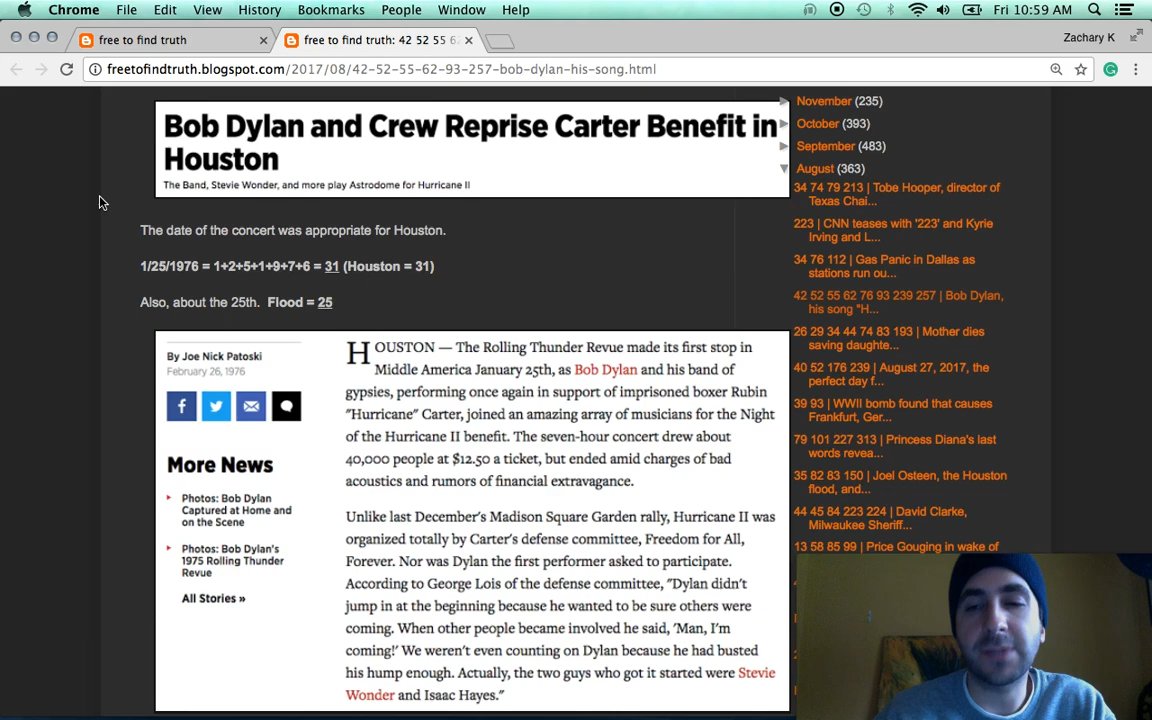 Chrome File Edit View History Bookmarks People Window Help Fri 10:59 AM
free to find truth
free to find truth: 42 52 55 62
Zachary K
freetofindtruth.blogspot.com/2017/08/42-52-55-62-93-257-bob-dylan-his-song.html
Bob Dylan and Crew Reprise Carter Benefit in
Houston
The Band, Stevie Wonder, and more play Astrodome for Hurricane II
The date of the concert was appropriate for Houston.
1/25/1976 = 1+2+5+1+9+7+6 = 31 (Houston = 31)
Also, about the 25th. Flood = 25
By Joe Nick Patoski
February 26, 1976
More News
Photos: Bob Dylan
Captured at Home and
on the Scene
Photos: Bob Dylan's
1975 Rolling Thunder
Revue
All Stories »
HOUSTON — The Rolling Thunder Revue made its first stop in
Middle America January 25th, as Bob Dylan and his band of
gypsies, performing once again in support of imprisoned boxer Rubin
"Hurricane" Carter, joined an amazing array of musicians for the Night
of the Hurricane II benefit. The seven-hour concert drew about
40,000 people at $12.50 a ticket, but ended amid charges of bad
acoustics and rumors of financial extravagance.
Unlike last December's Madison Square Garden rally, Hurricane II was
organized totally by Carter's defense committee, Freedom for All,
Forever. Nor was Dylan the first performer asked to participate.
According to George Lois of the defense committee, "Dylan didn't
jump in at the beginning because he wanted to be sure others were
coming. When other people became involved he said, 'Man, I'm
coming!' We weren't even counting on Dylan because he had busted
his hump enough. Actually, the two guys who got it started were Stevie
Wonder and Isaac Hayes."
November (235)
October (393)
September (483)
August (363)
34 74 79 213 | Tobe Hooper, director of
Texas Chai...
223 | CNN teases with '223' and Kyrie
Irving and L...
34 76 112 | Gas Panic in Dallas as
stations run ou...
42 52 55 62 76 93 239 257 | Bob Dylan,
his song "H...
26 29 34 44 74 83 193 | Mother dies
saving daughte...
40 52 176 239 | August 27, 2017, the
perfect day f...
39 93 | WWII bomb found that causes
Frankfurt, Ger...
79 101 227 313 | Princess Diana's last
words revea...
35 82 83 150 | Joel Osteen, the Houston
flood, and...
44 45 84 223 224 | David Clarke,
Milwaukee Sheriff...
13 58 85 99 | Price Gouging in wake of